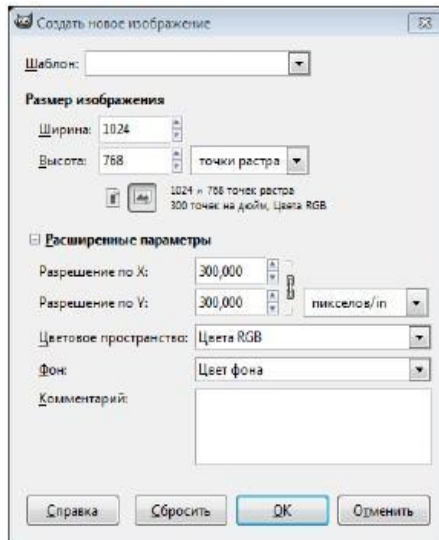 Создать новое изображение
Шаблон:
Размер изображения
Ширина: 1024
Высота: 768 точки растра
1024 × 768 точек растра
300 точек на дюйм, Цвета RGB
Расширенные параметры
Разрешение по X: 300,000
Разрешение по Y: 300,000 пикселов/in
Цветовое пространство: Цвета RGB
Фон: Цвет фона
Комментарий:
Справка Сбросить OK Отменить